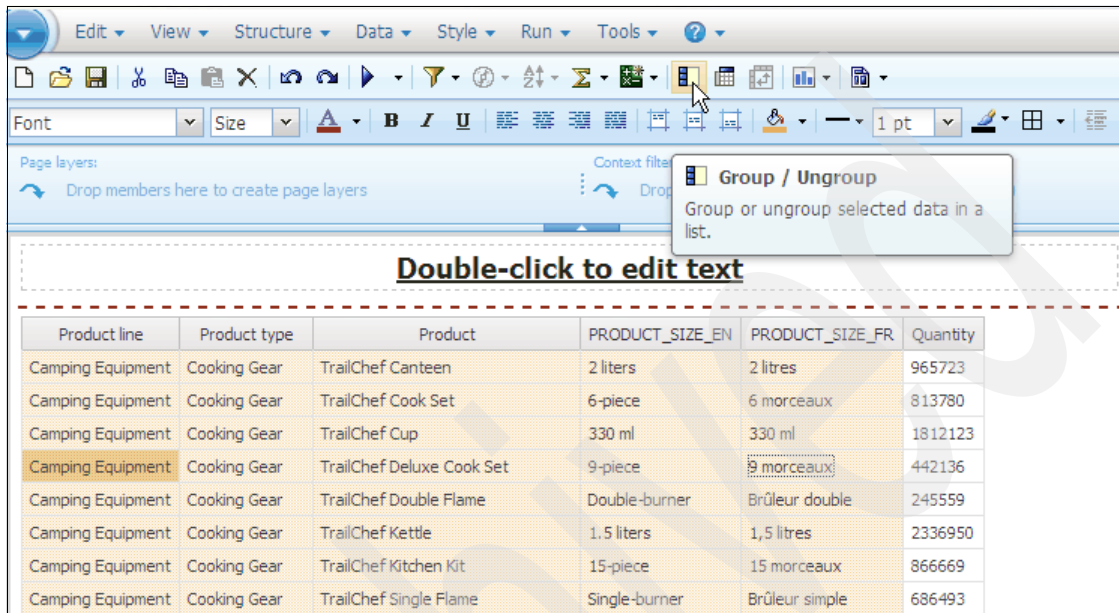 Edit View Structure Data Style Run Tools
Font Size B I U 1 pt
Page layers: Context filte
Drop members here to create page layers Drop
Group / Ungroup
Group or ungroup selected data in a
list.
Double-click to edit text
Product line Product type Product PRODUCT_SIZE_EN PRODUCT_SIZE_FR Quantity
Camping Equipment Cooking Gear TrailChef Canteen 2 liters 2 litres 965723
Camping Equipment Cooking Gear TrailChef Cook Set 6-piece 6 morceaux 813780
Camping Equipment Cooking Gear TrailChef Cup 330 ml 330 ml 1812123
Camping Equipment Cooking Gear TrailChef Deluxe Cook Set 9-piece 9 morceaux 442136
Camping Equipment Cooking Gear TrailChef Double Flame Double-burner Brûleur double 245559
Camping Equipment Cooking Gear TrailChef Kettle 1.5 liters 1,5 litres 2336950
Camping Equipment Cooking Gear TrailChef Kitchen Kit 15-piece 15 morceaux 866669
Camping Equipment Cooking Gear TrailChef Single Flame Single-burner Brûleur simple 686493